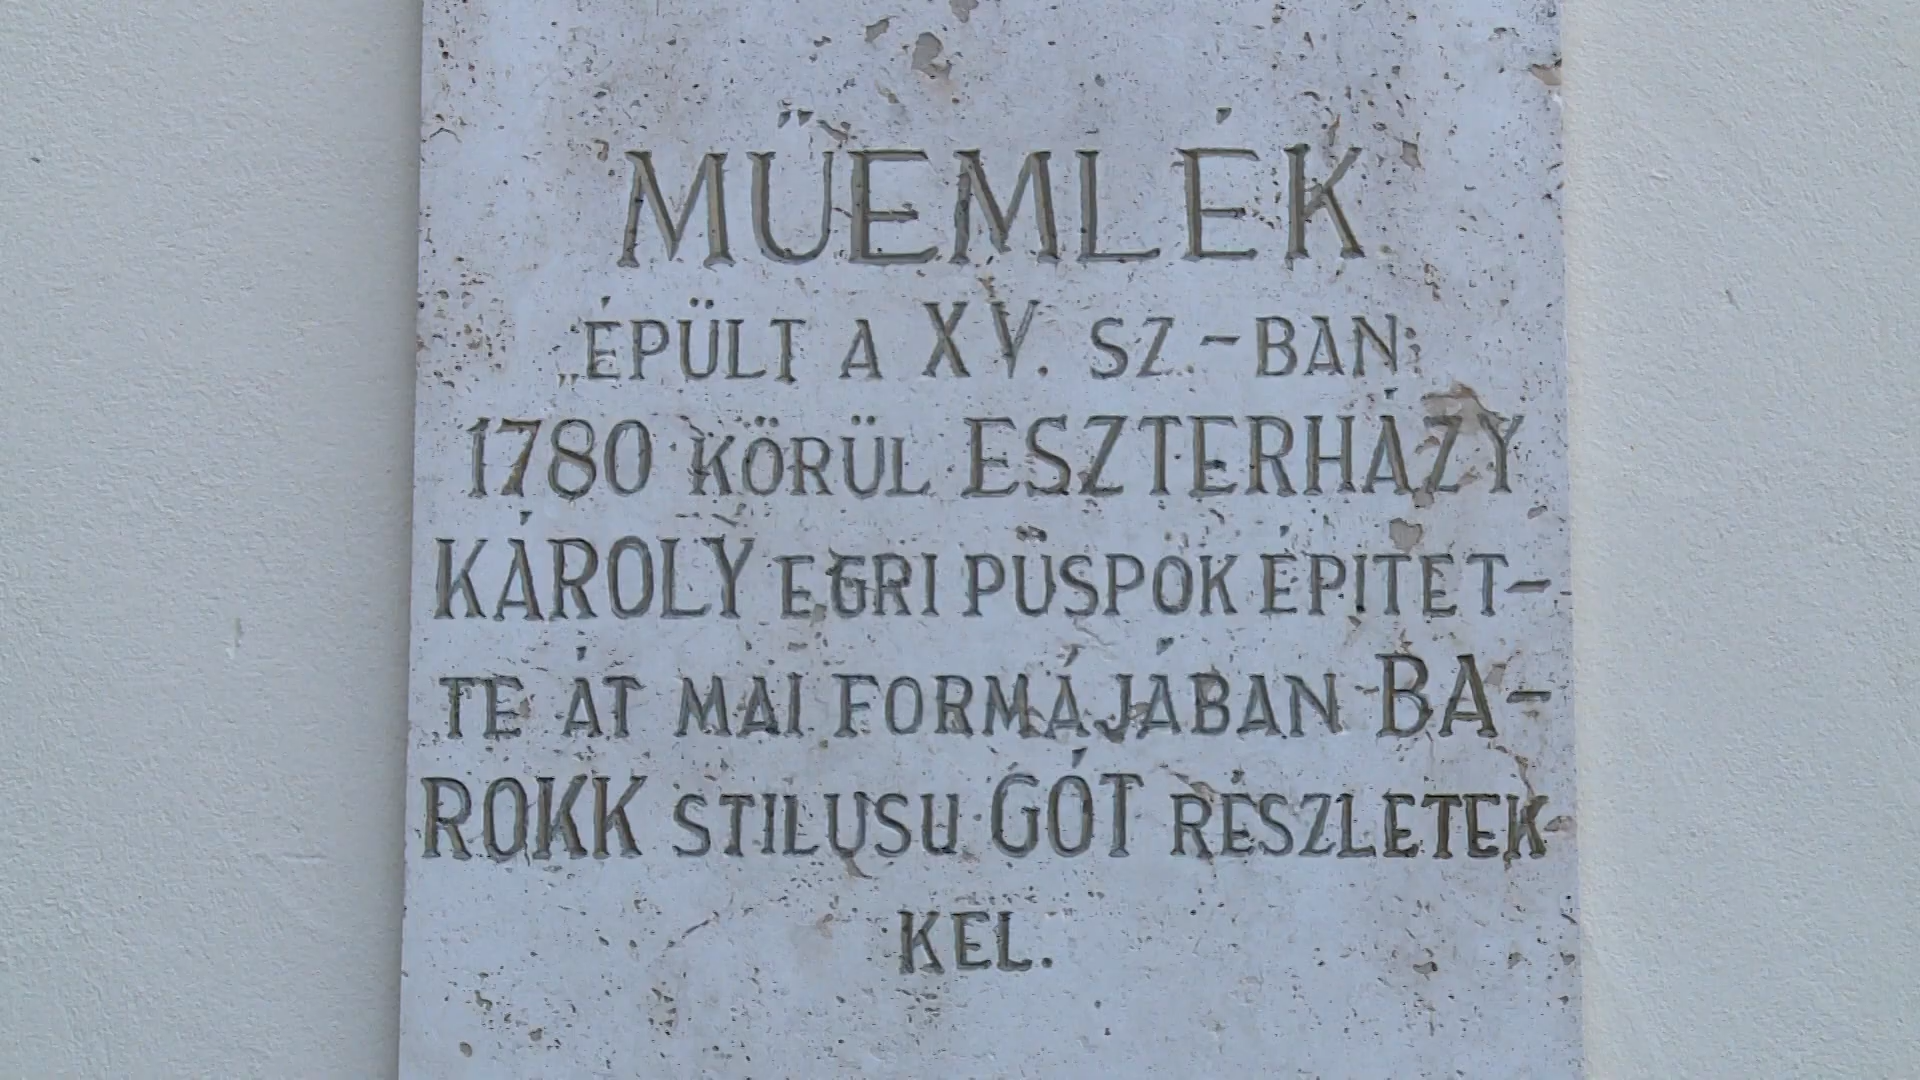 MŰEMLÉK
ÉPÜLT A XV. SZ.-BAN;
1780 KÖRÜL ESZTERHÁZY
KÁROLY EGRI PÜSPÖK ÉPITET-
TE ÁT MAI FORMÁJÁBAN BA-
ROKK STILUSU GÓT RÉSZLETEK-
KEL.